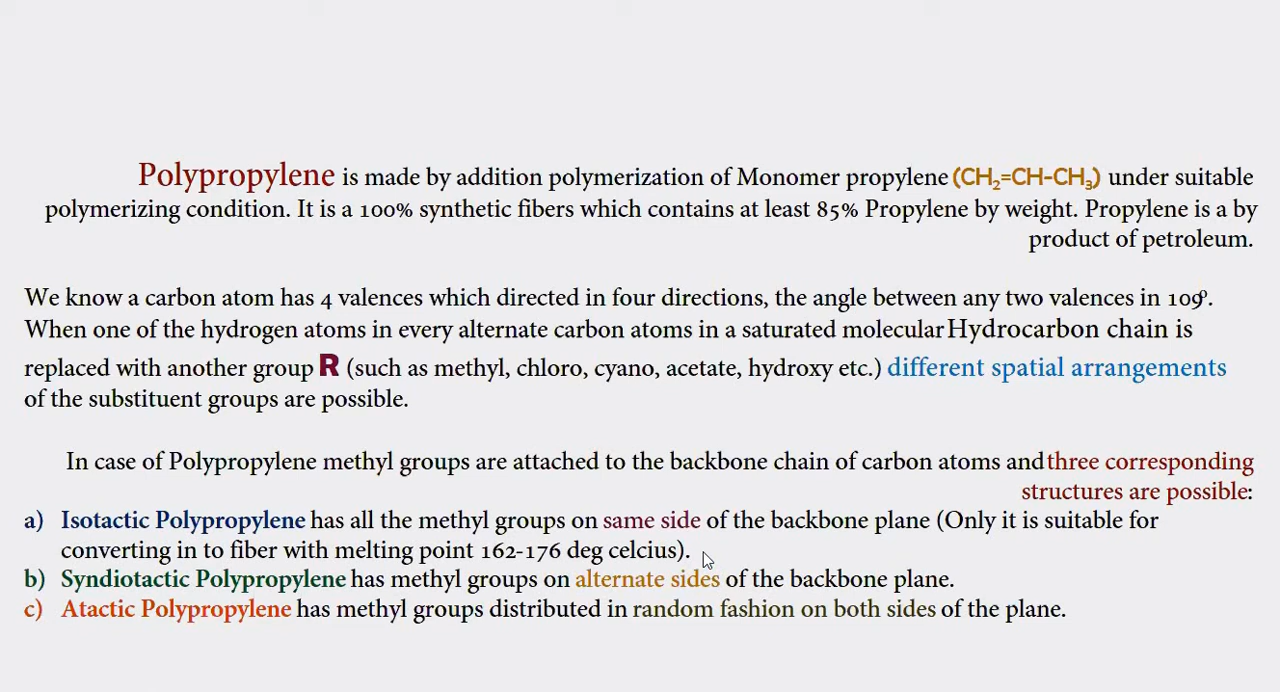 Polypropylene is made by addition polymerization of Monomer propylene (CH₂=CH-CH₃) under suitable
polymerizing condition. It is a 100% synthetic fibers which contains at least 85% Propylene by weight. Propylene is a by
product of petroleum.
We know a carbon atom has 4 valences which directed in four directions, the angle between any two valences in 109°.
When one of the hydrogen atoms in every alternate carbon atoms in a saturated molecular Hydrocarbon chain is
replaced with another group R (such as methyl, chloro, cyano, acetate, hydroxy etc.) different spatial arrangements
of the substituent groups are possible.
In case of Polypropylene methyl groups are attached to the backbone chain of carbon atoms and three corresponding
structures are possible:
a) Isotactic Polypropylene has all the methyl groups on same side of the backbone plane (Only it is suitable for
converting in to fiber with melting point 162-176 deg celcius).
b) Syndiotactic Polypropylene has methyl groups on alternate sides of the backbone plane.
c) Atactic Polypropylene has methyl groups distributed in random fashion on both sides of the plane.